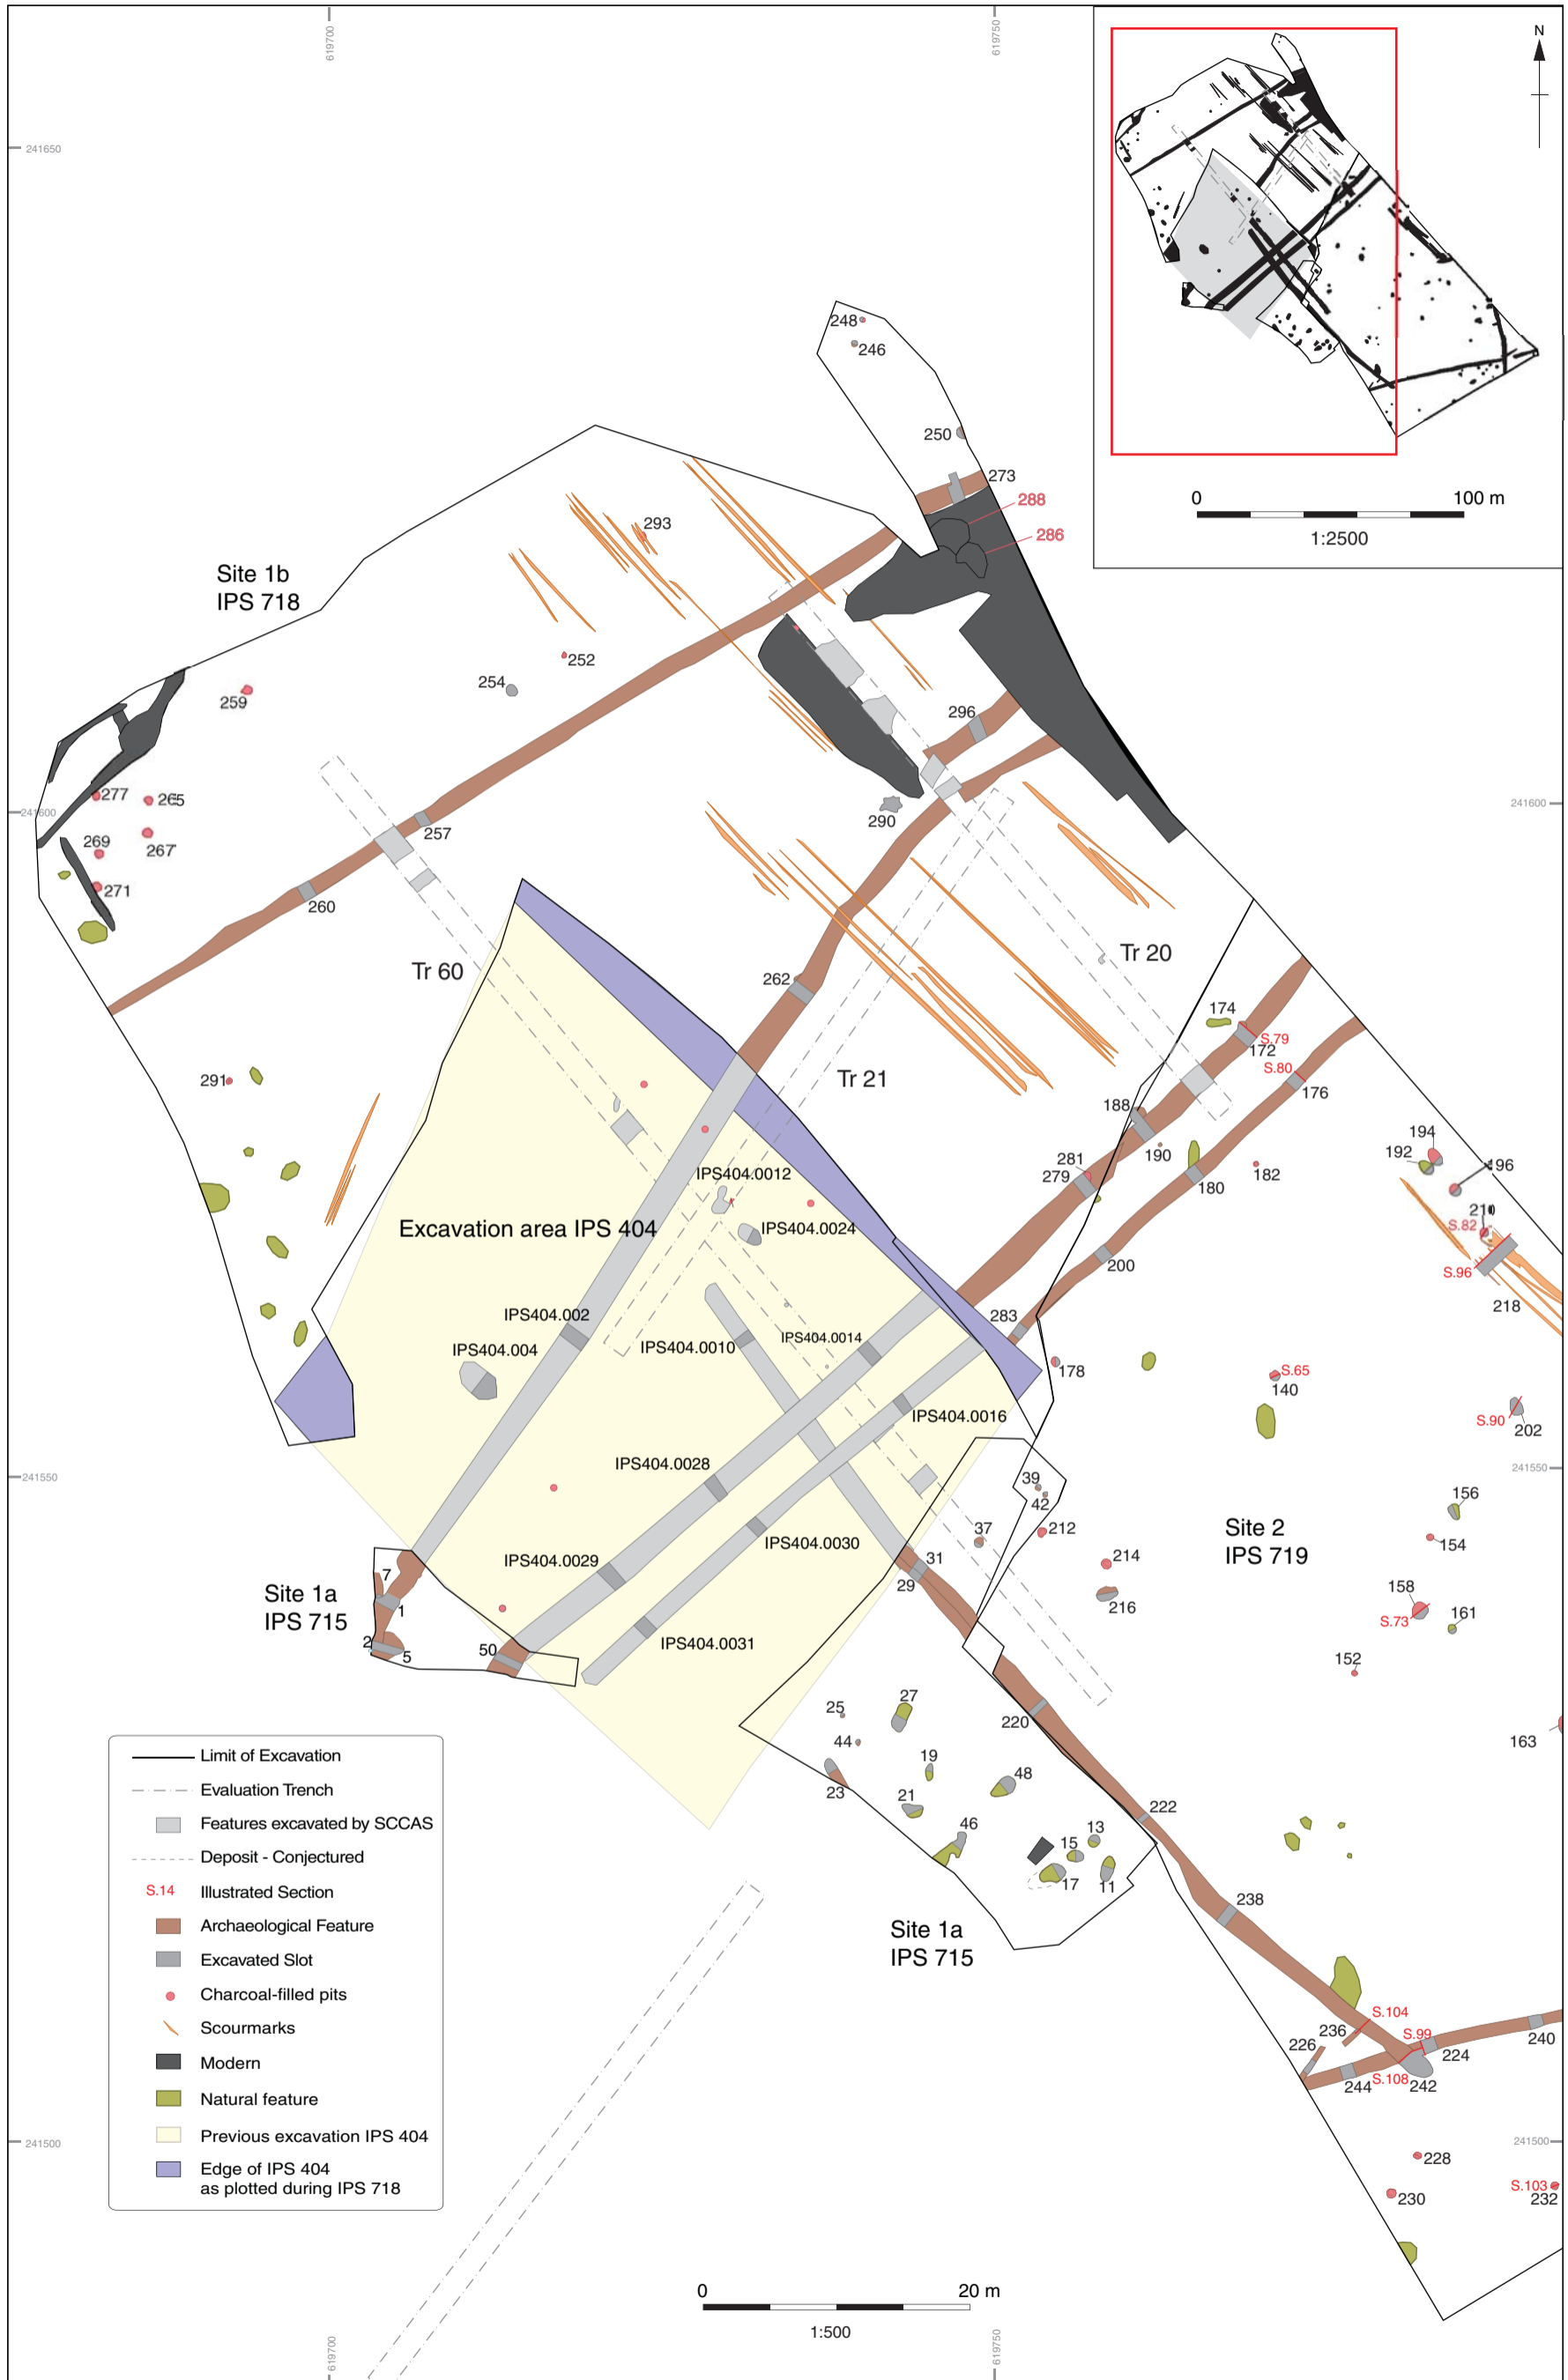 619700
619750
N
241650
0 100 m
1:2500
248
246
250
273
288
286
293
Site 1b
IPS 718
252
254
259
296
277
265
241600
241600
290
257
269
267
271
260
Tr 60
Tr 20
262
174
S.79
172
S.80
176
291
Tr 21
188
281
279
190
180
182
194
192
196
IPS404.0012
IPS404.0024
Excavation area IPS 404
S.82
S.96
218
200
283
IPS404.002
IPS404.004
IPS404.0010
IPS404.0014
178
S.65
140
IPS404.0016
S.90
202
IPS404.0028
241550
241550
39
42
156
37
212
154
Site 2
IPS 719
IPS404.0030
IPS404.0029
31
29
214
216
158
S.73
161
7
1
Site 1a
IPS 715
2
5
50
IPS404.0031
152
27
25
220
163
44
19
48
23
21
222
46
13
15
17
11
238
Site 1a
IPS 715
Limit of Excavation
Evaluation Trench
Features excavated by SCCAS
Deposit - Conjectured
S.14 Illustrated Section
Archaeological Feature
Excavated Slot
Charcoal-filled pits
Scourmarks
Modern
Natural feature
Previous excavation IPS 404
Edge of IPS 404
as plotted during IPS 718
S.104
236
S.99
240
226
224
244
S.108
242
241500
241500
228
S.103
230
232
0 20 m
1:500
619700
619750